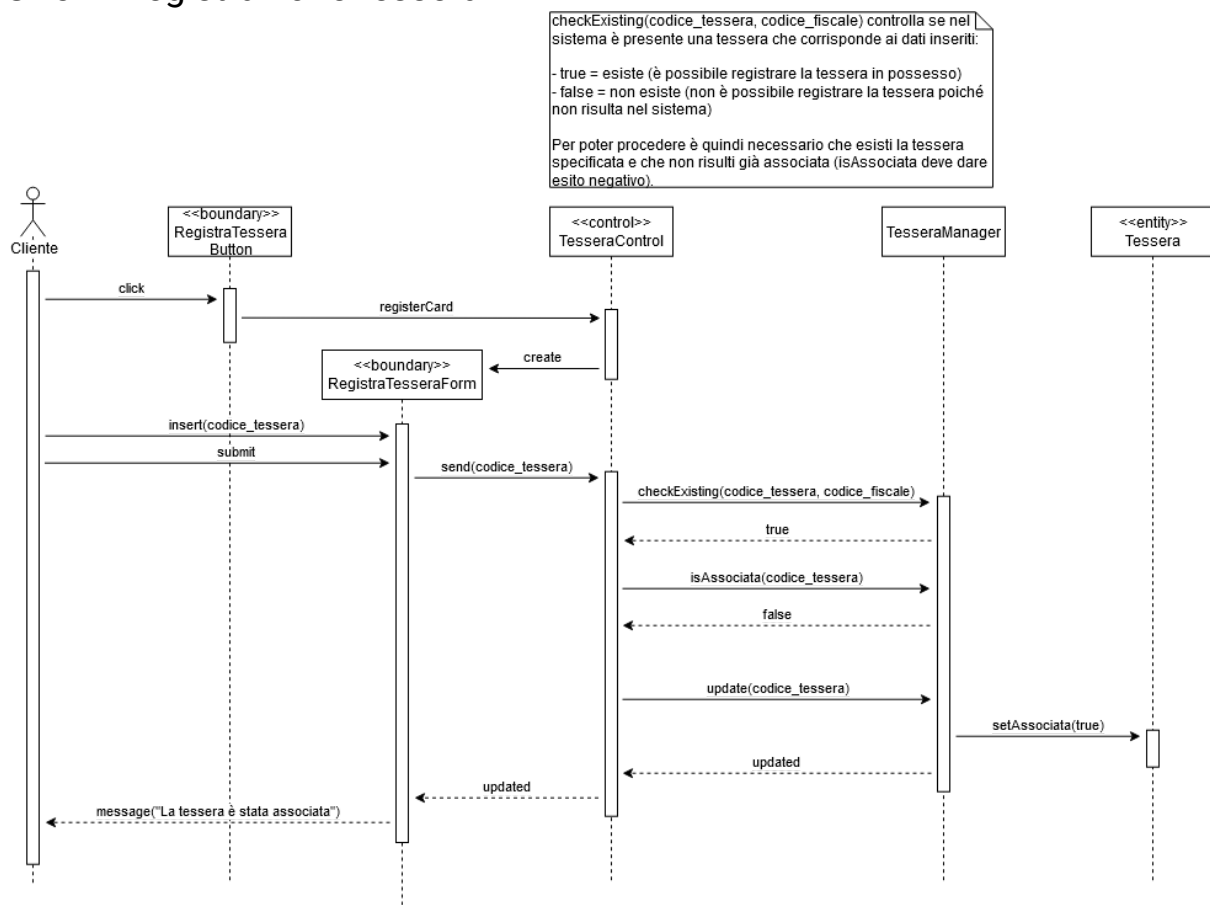 checkExisting(codice_tessera, codice_fiscale) controlla se nel
sistema è presente una tessera che corrisponde ai dati inseriti:
- true = esiste (è possibile registrare la tessera in possesso)
- false = non esiste (non è possibile registrare la tessera poiché
non risulta nel sistema)
Per poter procedere è quindi necessario che esisti la tessera
specificata e che non risulti già associata (isAssociata deve dare
esito negativo).
Cliente
<<boundary>>
RegistraTessera
Button
<<control>>
TesseraControl
TesseraManager
<<entity>>
Tessera
click
registerCard
create
<<boundary>>
RegistraTesseraForm
insert(codice_tessera)
submit
send(codice_tessera)
checkExisting(codice_tessera, codice_fiscale)
true
isAssociata(codice_tessera)
false
update(codice_tessera)
setAssociata(true)
updated
updated
message("La tessera è stata associata")